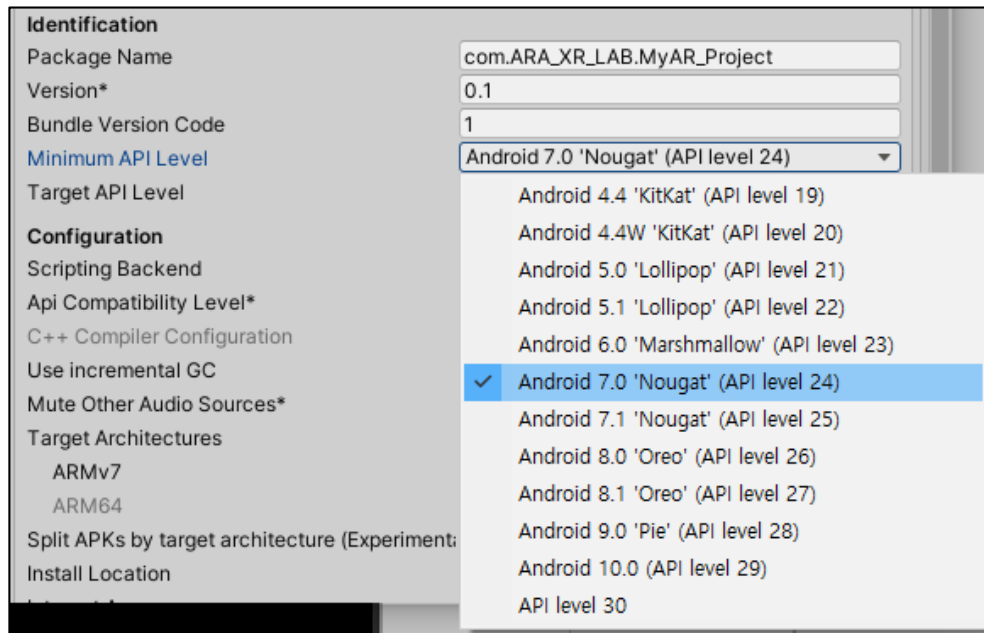 Identification
Package Name com.ARA_XR_LAB.MyAR_Project
Version* 0.1
Bundle Version Code 1
Minimum API Level Android 7.0 'Nougat' (API level 24)
Target API Level
Android 4.4 'KitKat' (API level 19)
Android 4.4W 'KitKat' (API level 20)
Android 5.0 'Lollipop' (API level 21)
Android 5.1 'Lollipop' (API level 22)
Android 6.0 'Marshmallow' (API level 23)
Android 7.0 'Nougat' (API level 24)
Android 7.1 'Nougat' (API level 25)
Android 8.0 'Oreo' (API level 26)
Android 8.1 'Oreo' (API level 27)
Android 9.0 'Pie' (API level 28)
Android 10.0 (API level 29)
API level 30
Configuration
Scripting Backend
Api Compatibility Level*
C++ Compiler Configuration
Use incremental GC
Mute Other Audio Sources*
Target Architectures
ARMv7
ARM64
Split APKs by target architecture (Experimenta
Install Location